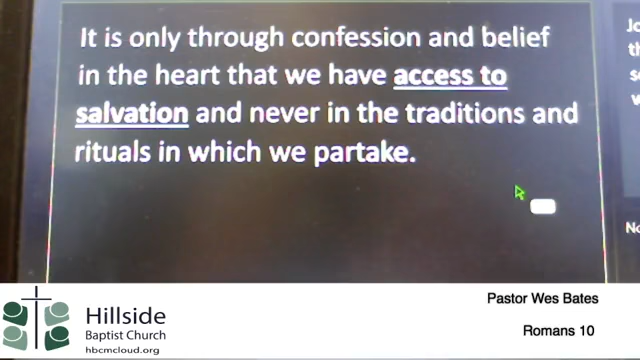 It is only through confession and belief
in the heart that we have access to
salvation and never in the traditions and
rituals in which we partake.
Pastor Wes Bates
Romans 10
Hillside
Baptist Church
hbcmcloud.org